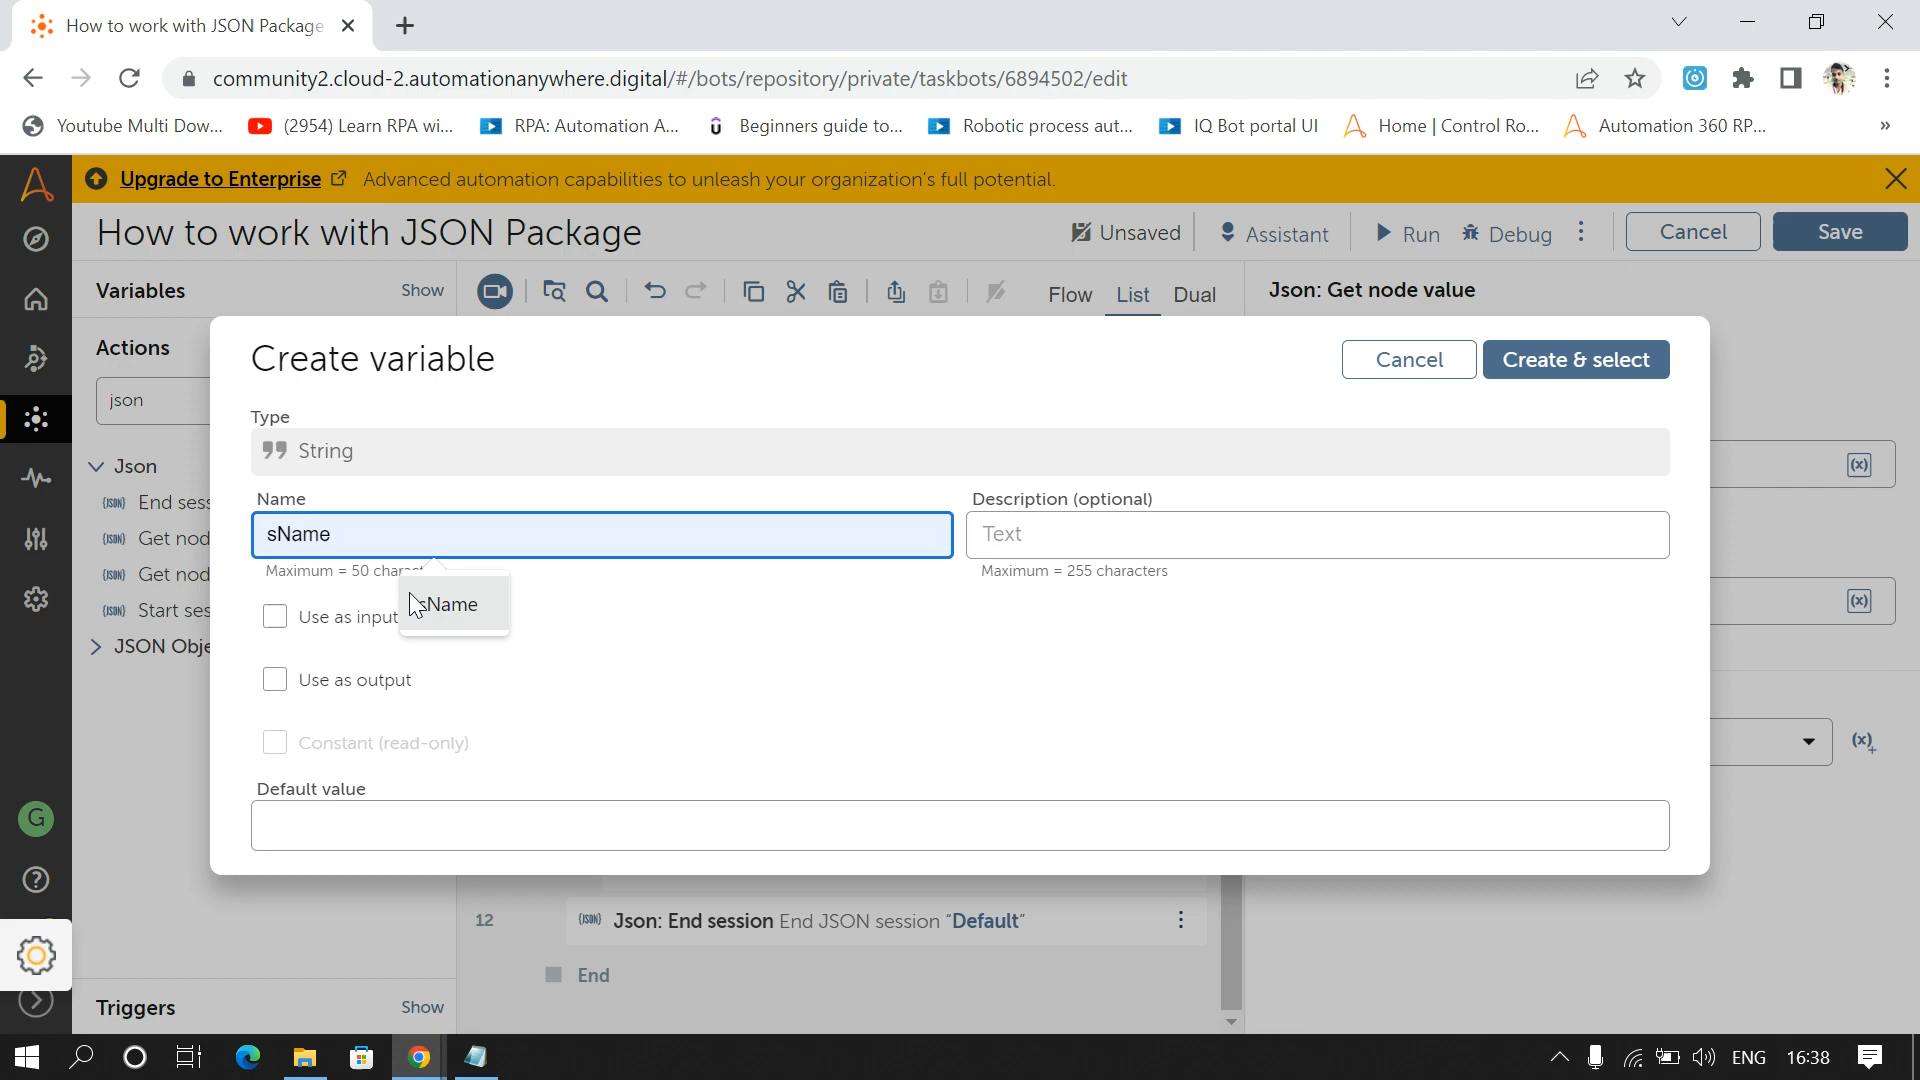 How to work with JSON Package
community2.cloud-2.automationanywhere.digital/#/bots/repository/private/taskbots/6894502/edit
Youtube Multi Dow...
(2954) Learn RPA wi...
RPA: Automation A...
Beginners guide to...
Robotic process aut...
IQ Bot portal UI
Home | Control Ro...
Automation 360 RP...
»
Upgrade to Enterprise Advanced automation capabilities to unleash your organization's full potential.
How to work with JSON Package
Unsaved
Assistant
Run
Debug
Cancel
Save
Variables
Show
Flow
List
Dual
Json: Get node value
Actions
json
Json
End sess
Get nod
Get nod
Start ses
JSON Obje
Create variable
Cancel
Create & select
Type
String
Name
sName
Maximum = 50 charact
Description (optional)
Text
Maximum = 255 characters
sName
Use as input
Use as output
Constant (read-only)
Default value
(x)
(x)
(x)+
12
Json: End session End JSON session "Default"
End
G
Triggers
Show
ENG
16:38